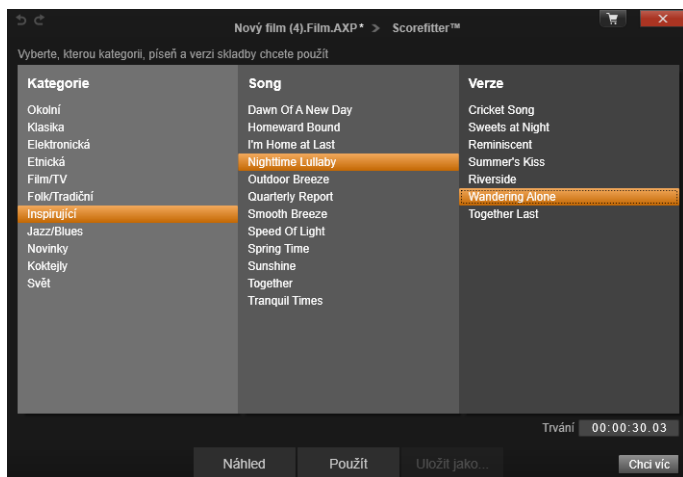 Nový film (4).Film.AXP* > Scorefitter™
Vyberte, kterou kategorii, píseň a verzi skladby chcete použít
Kategorie
Okolní
Klasika
Elektronická
Etnická
Film/TV
Folk/Tradiční
Inspirující
Jazz/Blues
Novinky
Koktejly
Svět
Song
Dawn Of A New Day
Homeward Bound
I'm Home at Last
Nighttime Lullaby
Outdoor Breeze
Quarterly Report
Smooth Breeze
Speed Of Light
Spring Time
Sunshine
Together
Tranquil Times
Verze
Cricket Song
Sweets at Night
Reminiscent
Summer's Kiss
Riverside
Wandering Alone
Together Last
Trvání 00:00:30.03
Náhled Použít Uložit jako... Chci víc